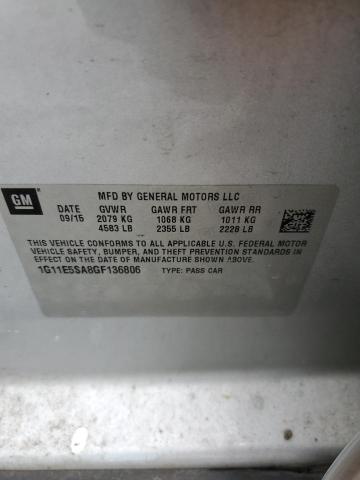 GM
MFD BY GENERAL MOTORS LLC
DATE GVWR GAWR FRT GAWR RR
09/15 2079 KG 1068 KG 1011 KG
4583 LB 2355 LB 2228 LB
THIS VEHICLE CONFORMS TO ALL APPLICABLE U.S. FEDERAL MOTOR
VEHICLE SAFETY, BUMPER, AND THEFT PREVENTION STANDARDS
IN EFFECT ON THE DATE OF MANUFACTURE SHOWN ABOVE.
1G11E5SA8GF136806 TYPE: PASS CAR